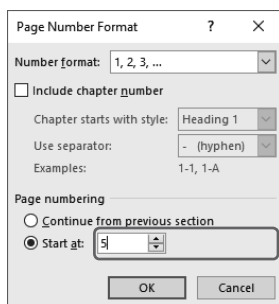 Page Number Format ? ✕
Number format: 1, 2, 3, ...
Include chapter number
Chapter starts with style: Heading 1
Use separator: - (hyphen)
Examples: 1-1, 1-A
Page numbering
Continue from previous section
Start at: 5
OK Cancel